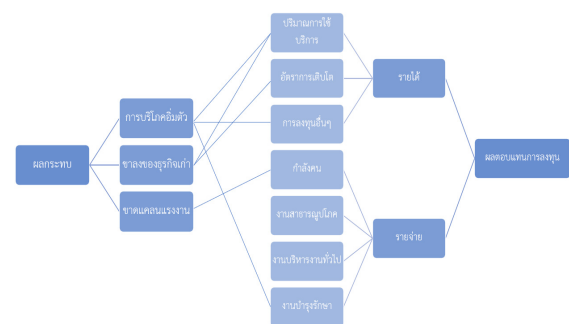 ผลกระทบ
การบริโภคอิ่มตัว
ขาลงของธุรกิจเก่า
ขาดแคลนแรงงาน
ปริมาณการใช้
บริการ
อัตราการเติบโต
การลงทุนอื่นๆ
กำลังคน
งานสาธารณูปโภค
งานบริหารงานทั่วไป
งานบำรุงรักษา
รายได้
รายจ่าย
ผลตอบแทนการลงทุน